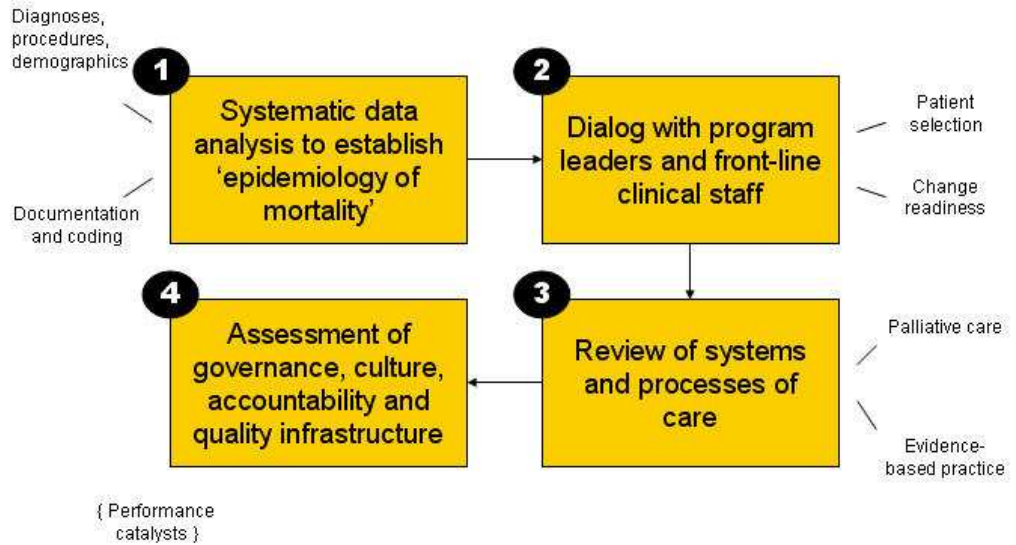 Diagnoses,
procedures,
demographics
1
Systematic data
analysis to establish
‘epidemiology of
mortality’
Documentation
and coding
2
Dialog with program
leaders and front-line
clinical staff
Patient
selection
Change
readiness
3
Review of systems
and processes of
care
Palliative care
Evidence-
based practice
4
Assessment of
governance, culture,
accountability and
quality infrastructure
{ Performance
catalysts }